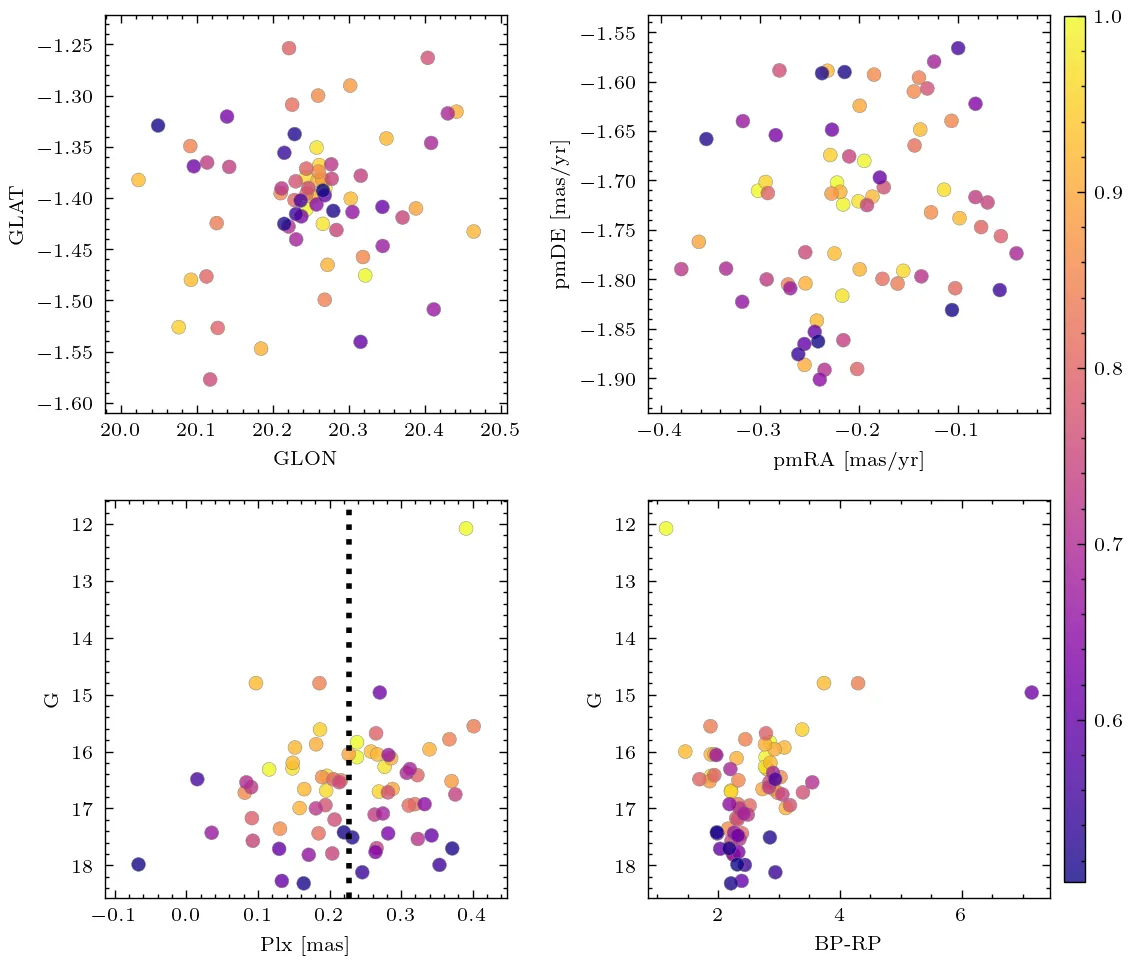 −1.25
−1.30
−1.35
−1.40
−1.45
−1.50
−1.55
−1.60
GLAT
20.0 20.1 20.2 20.3 20.4 20.5
GLON
−1.55
−1.60
−1.65
−1.70
−1.75
−1.80
−1.85
−1.90
pmDE [mas/yr]
−0.4 −0.3 −0.2 −0.1
pmRA [mas/yr]
12
13
14
15
16
17
18
G
−0.1 0.0 0.1 0.2 0.3 0.4
Plx [mas]
12
13
14
15
16
17
18
G
2 4 6
BP-RP
1.0
0.9
0.8
0.7
0.6